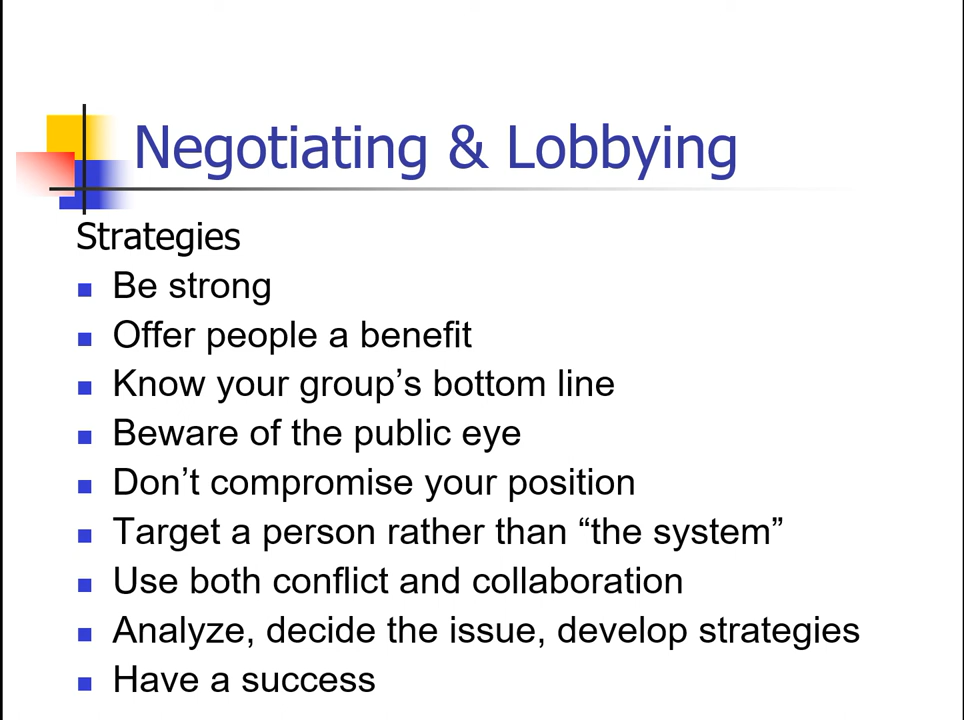 Negotiating & Lobbying
Strategies
Be strong
Offer people a benefit
Know your group’s bottom line
Beware of the public eye
Don’t compromise your position
Target a person rather than “the system”
Use both conflict and collaboration
Analyze, decide the issue, develop strategies
Have a success